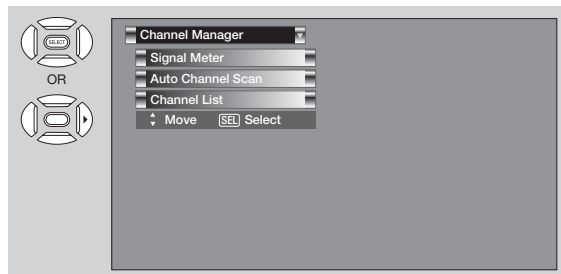 SELECT
OR
Channel Manager
Signal Meter
Auto Channel Scan
Channel List
Move SEL Select